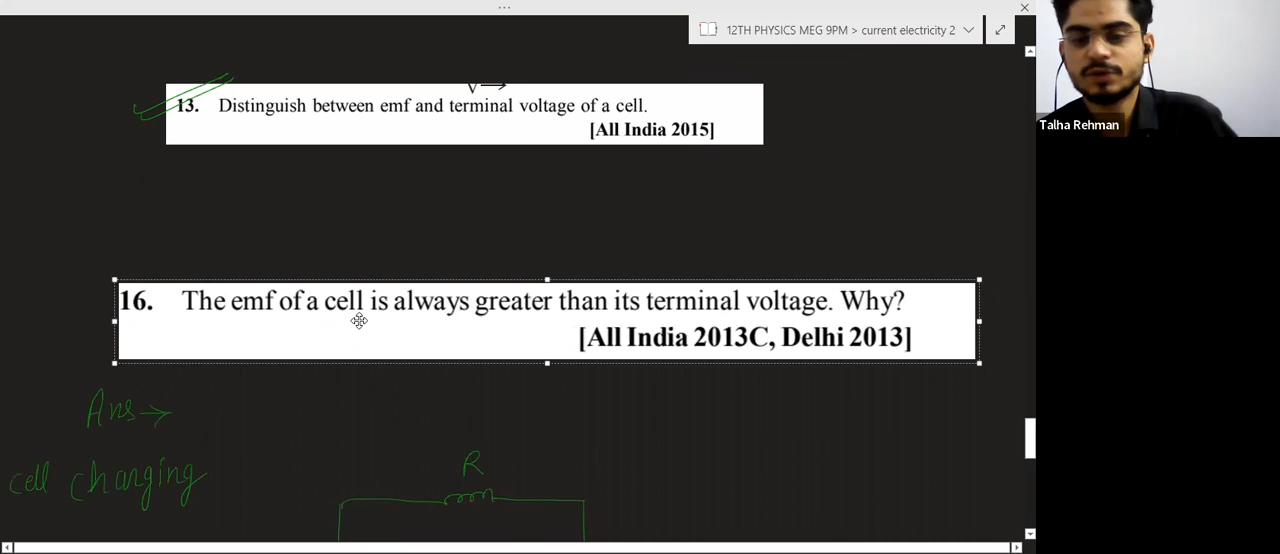 12TH PHYSICS MEG 9PM > current electricity 2
V →
13. Distinguish between emf and terminal voltage of a cell.
[All India 2015]
Talha Rehman
16. The emf of a cell is always greater than its terminal voltage. Why?
[All India 2013C, Delhi 2013]
Ans →
cell charging
R